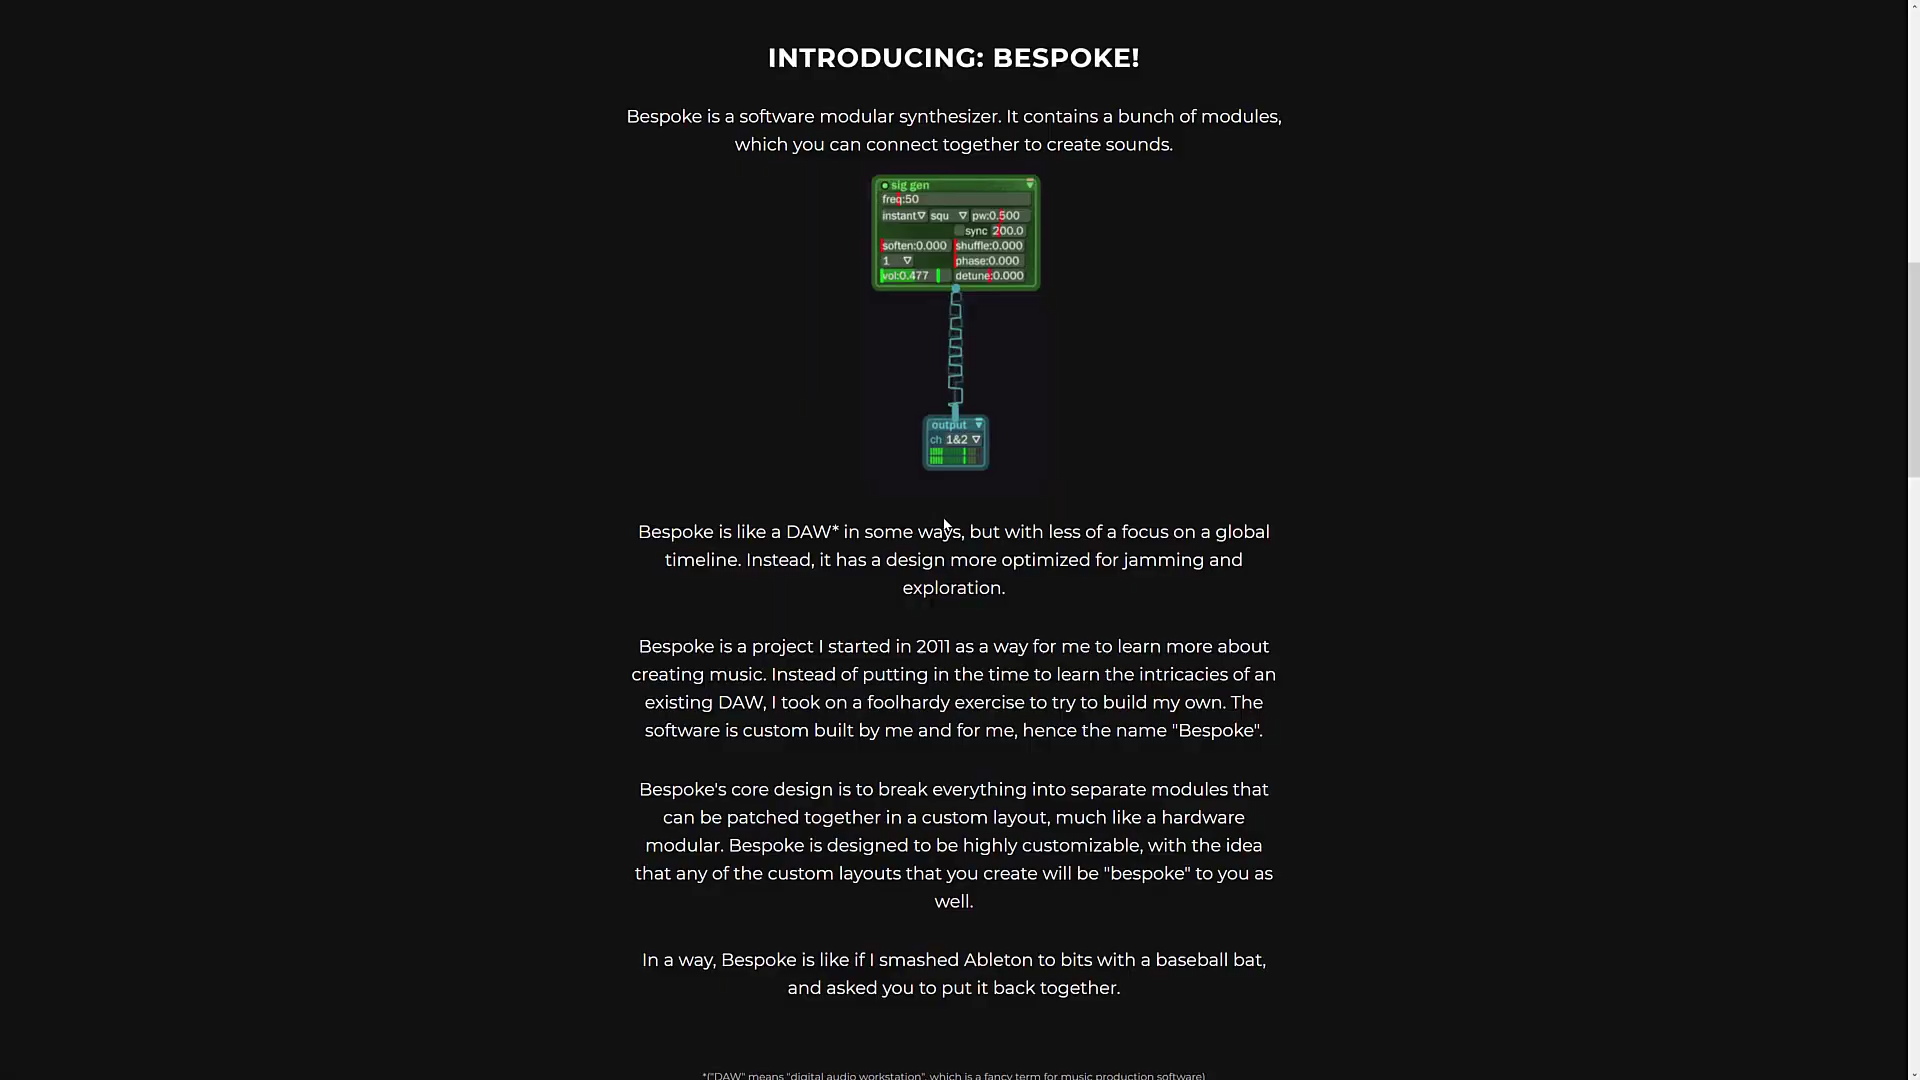 INTRODUCING: BESPOKE!
Bespoke is a software modular synthesizer. It contains a bunch of modules,
which you can connect together to create sounds.
sig gen
freq:50
instant squ pw:0.500
sync 200.0
soften:0.000 shuffle:0.000
1 phase:0.000
vol:0.477 detune:0.000
output
ch 1&2
Bespoke is like a DAW* in some ways, but with less of a focus on a global
timeline. Instead, it has a design more optimized for jamming and
exploration.
Bespoke is a project I started in 2011 as a way for me to learn more about
creating music. Instead of putting in the time to learn the intricacies of an
existing DAW, I took on a foolhardy exercise to try to build my own. The
software is custom built by me and for me, hence the name "Bespoke".
Bespoke's core design is to break everything into separate modules that
can be patched together in a custom layout, much like a hardware
modular. Bespoke is designed to be highly customizable, with the idea
that any of the custom layouts that you create will be "bespoke" to you as
well.
In a way, Bespoke is like if I smashed Ableton to bits with a baseball bat,
and asked you to put it back together.
*("DAW" means "digital audio workstation", which is a fancy term for music production software)